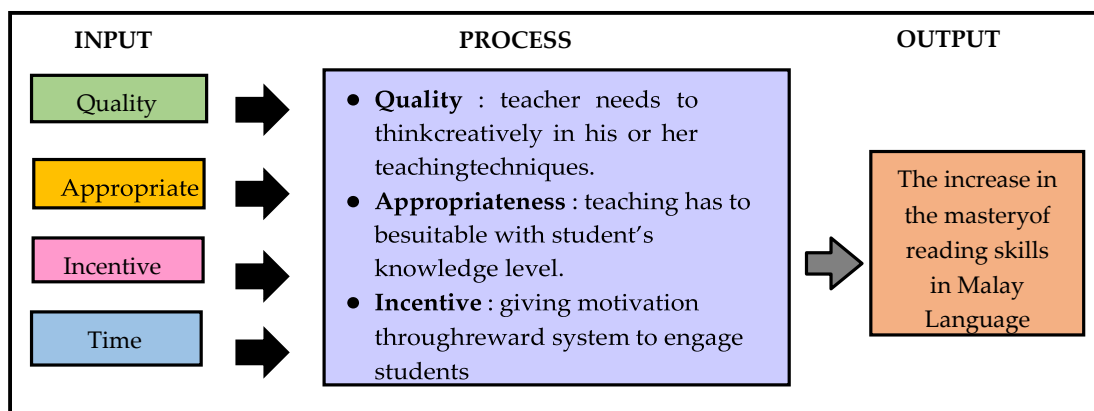 INPUT
PROCESS
OUTPUT
Quality
Appropriate
Incentive
Time
● Quality : teacher needs to
thinkcreatively in his or her
teachingtechniques.
● Appropriateness : teaching has to
besuitable with student’s
knowledge level.
● Incentive : giving motivation
throughreward system to engage
students
The increase in
the masteryof
reading skills
in Malay
Language